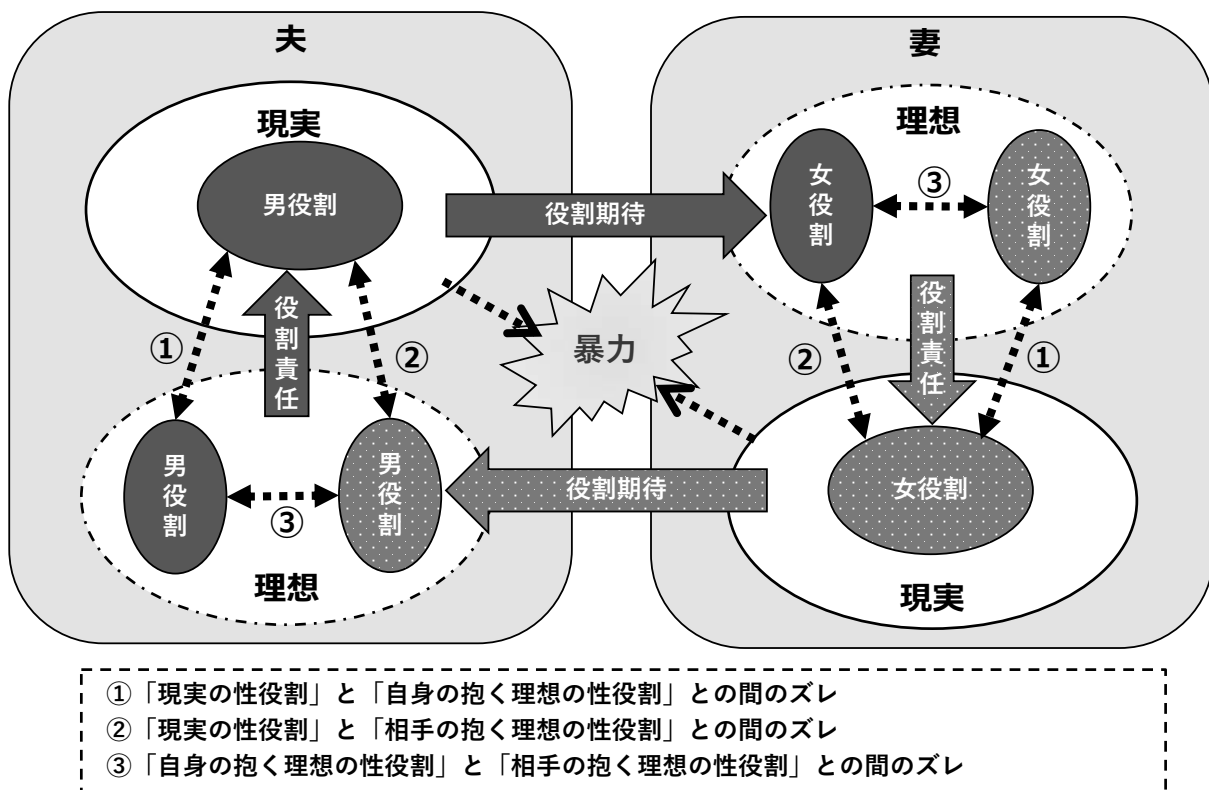 夫
妻
現実
男役割
役割責任
①
②
男役割
③
男役割
理想
役割期待
暴力
役割期待
理想
女役割
③
女役割
②
役割責任
①
女役割
現実
①「現実の性役割」と「自身の抱く理想の性役割」との間のズレ
②「現実の性役割」と「相手の抱く理想の性役割」との間のズレ
③「自身の抱く理想の性役割」と「相手の抱く理想の性役割」との間のズレ